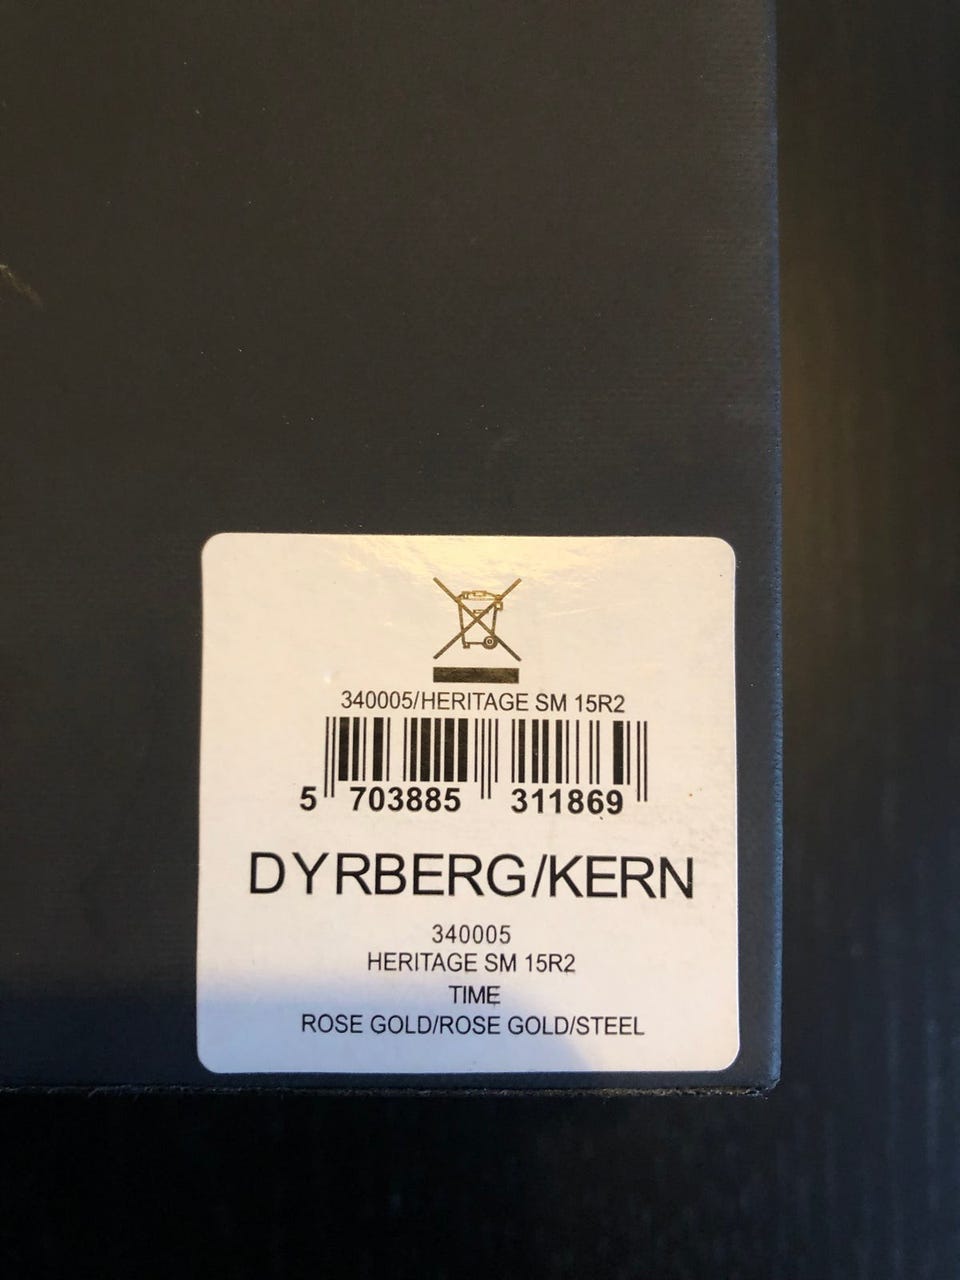 340005/HERITAGE SM 15R2
5 703885 311869
DYRBERG/KERN
340005
HERITAGE SM 15R2
TIME
ROSE GOLD/ROSE GOLD/STEEL